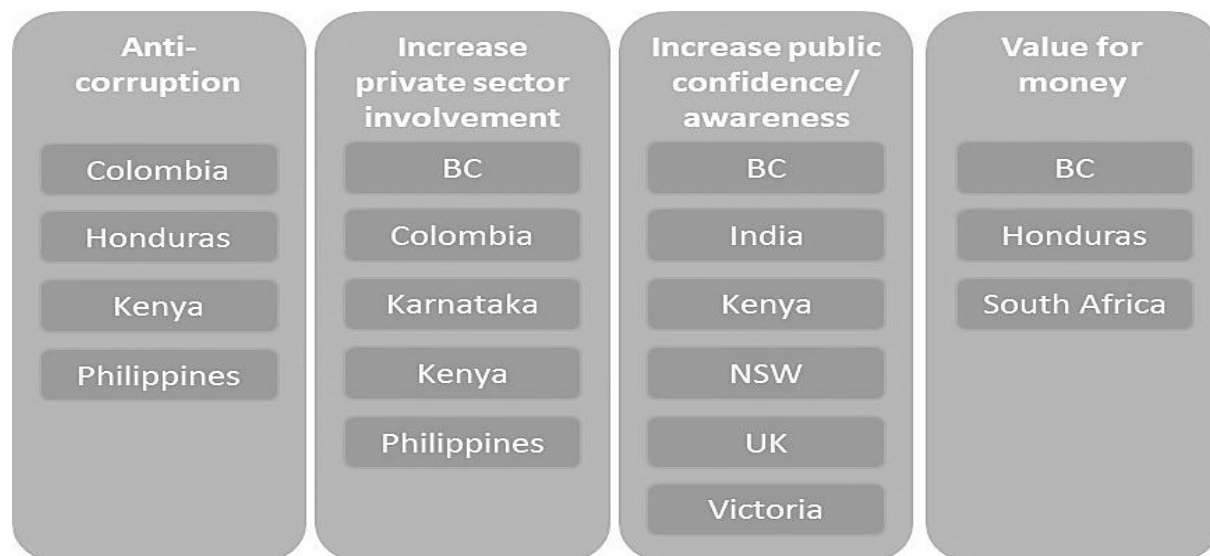 Anti-
corruption
Colombia
Honduras
Kenya
Philippines
Increase
private sector
involvement
BC
Colombia
Karnataka
Kenya
Philippines
Increase public
confidence/
awareness
BC
India
Kenya
NSW
UK
Victoria
Value for
money
BC
Honduras
South Africa